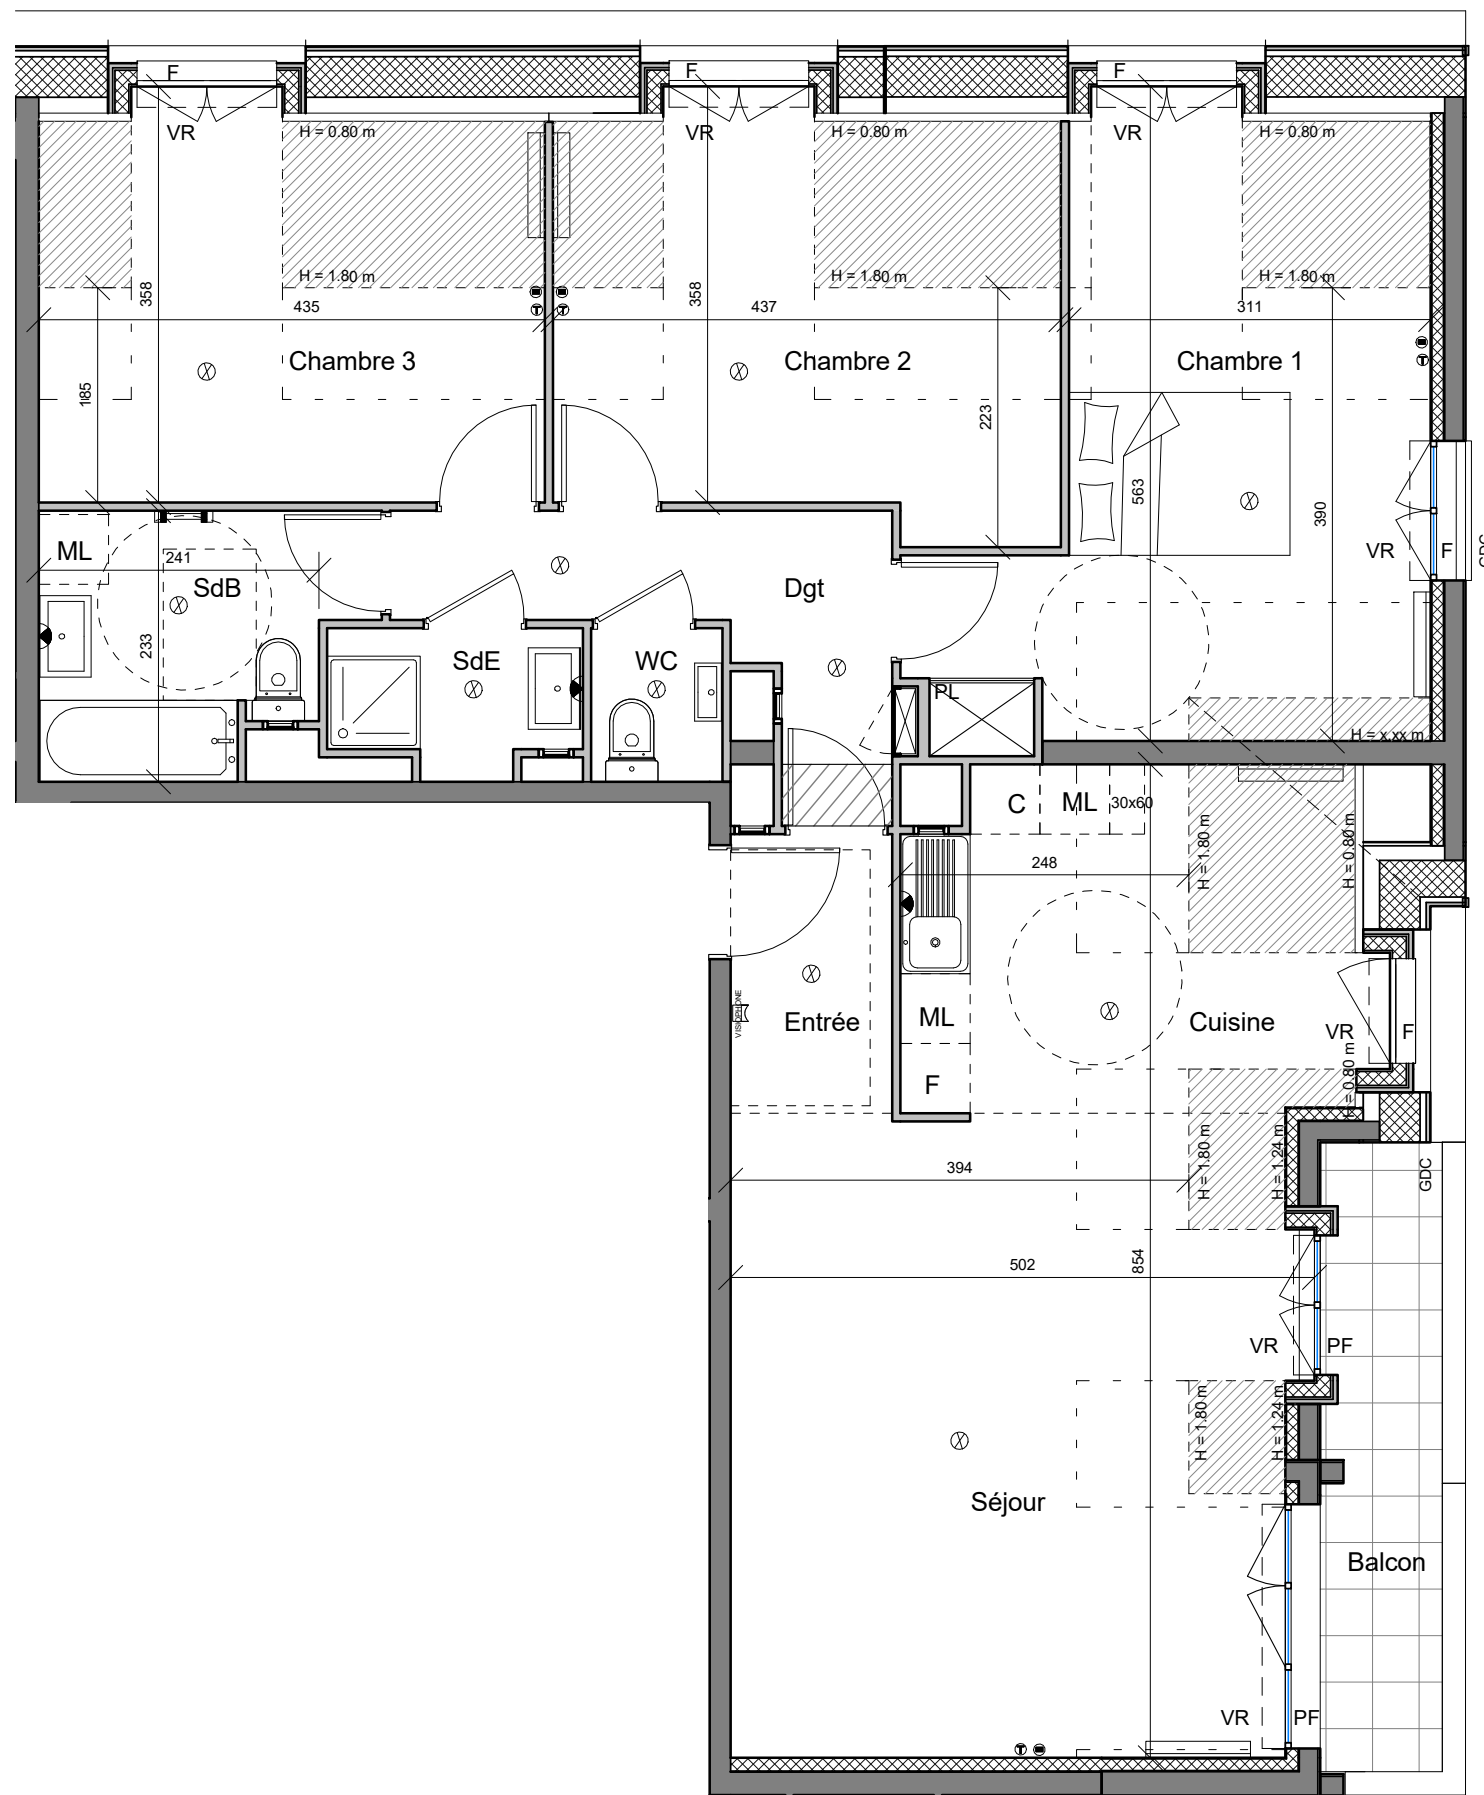 F
F
F
VR
H = 0.80 m
VR
H = 0.80 m
VR
H = 0.80 m
H = 1.80 m
H = 1.80 m
H = 1.80 m
358
358
435
437
311
Chambre 3
Chambre 2
Chambre 1
185
223
563
390
ML
241
SdB
Dgt
VR
F
GDC
233
SdE
WC
PL
H = x.xx m
C
ML
30x60
H = 1.80 m
H = 0.80 m
248
VISIOPHONE
Entrée
ML
Cuisine
VR
F
F
H = 0.80 m
394
H = 1.80 m
H = 1.24 m
GDC
502
854
VR
PF
H = 1.80 m
H = 1.24 m
Séjour
Balcon
VR
PF
T